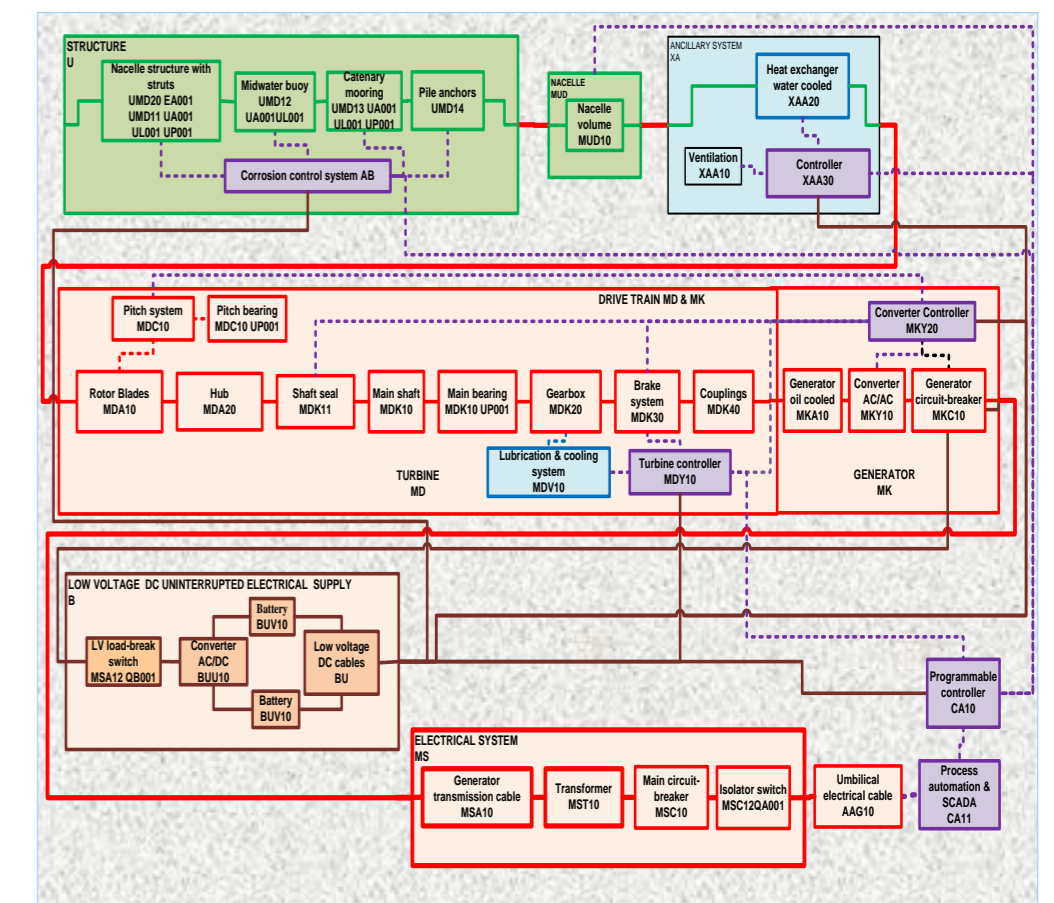 STRUCTURE
U
Nacelle structure with
struts
UMD20 EA001
UMD11 UA001
UL001 UP001
Midwater buoy
UMD12
UA001UL001
Catenary
mooring
UMD13 UA001
UL001 UP001
Pile anchors
UMD14
Corrosion control system AB
NACELLE
MUD
Nacelle
volume
MUD10
ANCILLARY SYSTEM
XA
Heat exchanger
water cooled
XAA20
Ventilation
XAA10
Controller
XAA30
DRIVE TRAIN MD & MK
Pitch system
MDC10
Pitch bearing
MDC10 UP001
Converter Controller
MKY20
Rotor Blades
MDA10
Hub
MDA20
Shaft seal
MDK11
Main shaft
MDK10
Main bearing
MDK10 UP001
Gearbox
MDK20
Brake
system
MDK30
Couplings
MDK40
Generator
oil cooled
MKA10
Converter
AC/AC
MKY10
Generator
circuit-breaker
MKC10
Lubrication & cooling
system
MDV10
Turbine controller
MDY10
TURBINE
MD
GENERATOR
MK
LOW VOLTAGE DC UNINTERRUPTED ELECTRICAL SUPPLY
B
LV load-break
switch
MSA12 QB001
Converter
AC/DC
BUU10
Battery
BUV10
Battery
BUV10
Low voltage
DC cables
BU
Programmable
controller
CA10
ELECTRICAL SYSTEM
MS
Generator
transmission cable
MSA10
Transformer
MST10
Main circuit-
breaker
MSC10
Isolator switch
MSC12QA001
Umbilical
electrical cable
AAG10
Process
automation &
SCADA
CA11